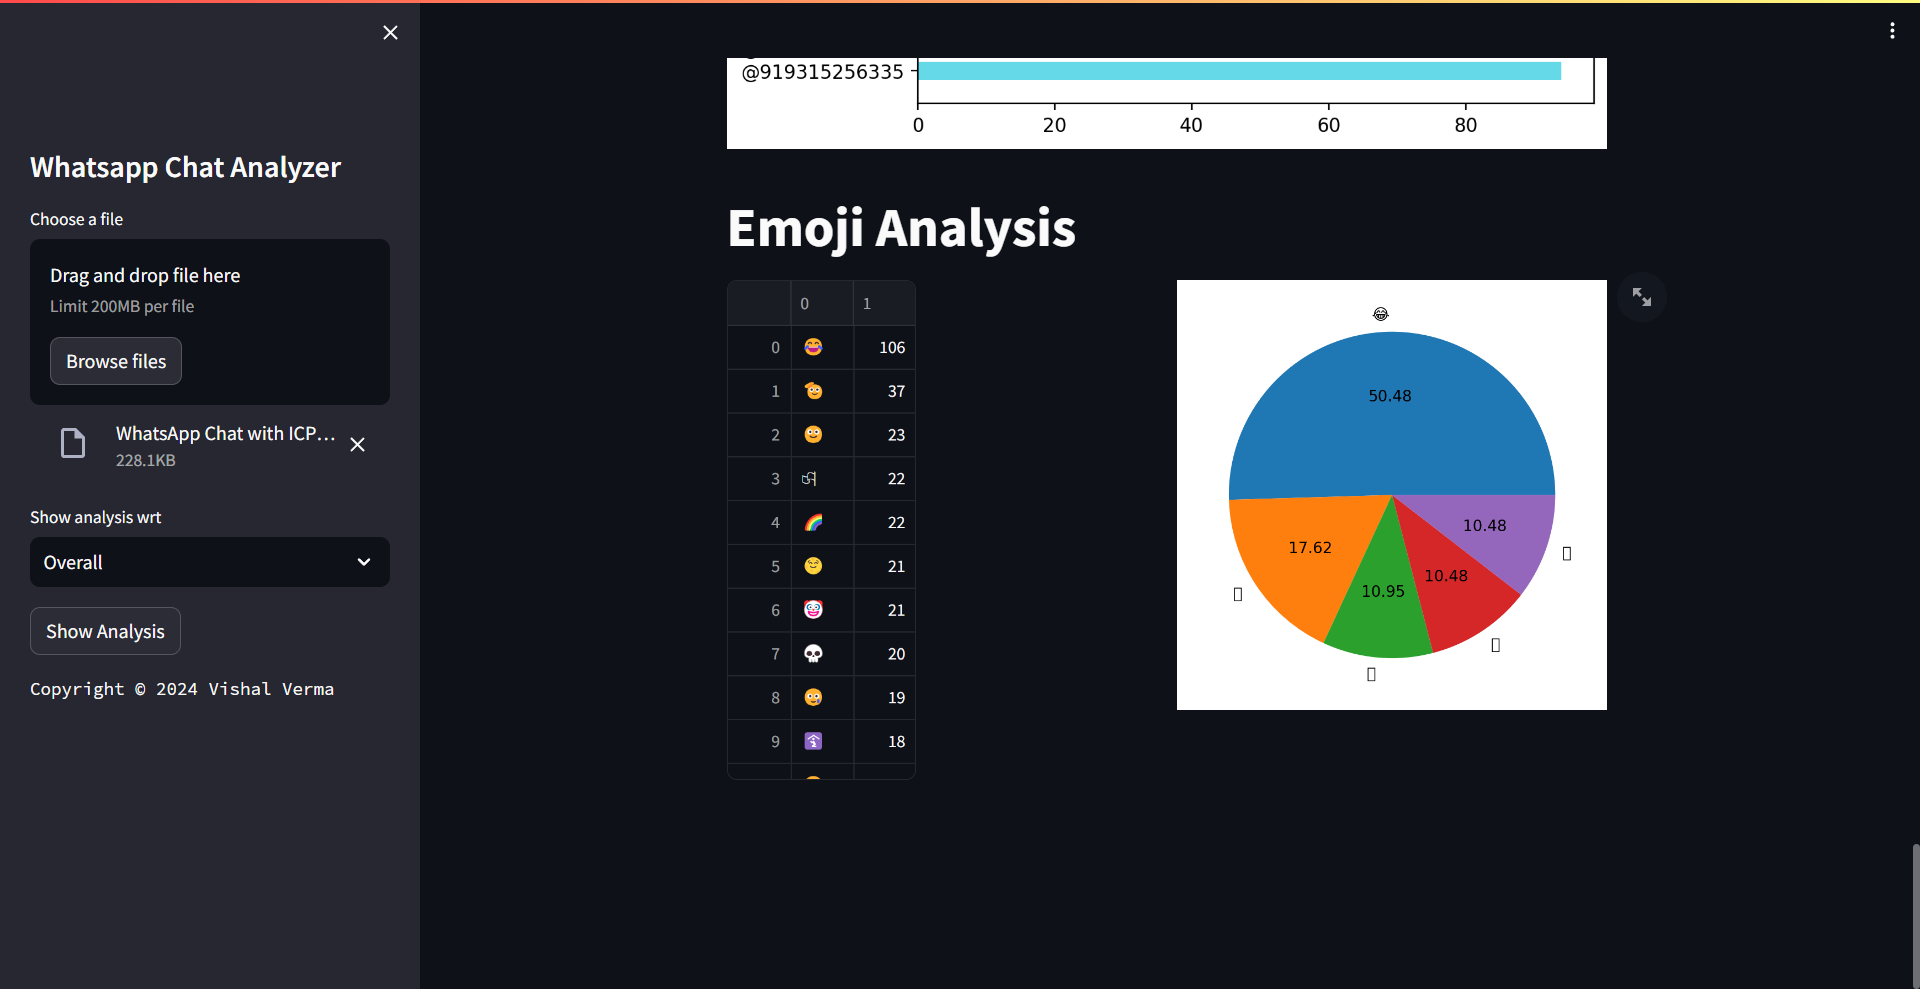 Whatsapp Chat Analyzer
Choose a file
Drag and drop file here
Limit 200MB per file
Browse files
WhatsApp Chat with ICP...
228.1KB
Show analysis wrt
Overall
Show Analysis
Copyright © 2024 Vishal Verma
@919315256335
0 20 40 60 80
Emoji Analysis
0 1
0 😂 106
1 🫡 37
2 🙂 23
3 22
4 🌈 22
5 😌 21
6 🤡 21
7 💀 20
8 19
9 🛐 18
😂
50.48
10.48
17.62
10.48
10.95